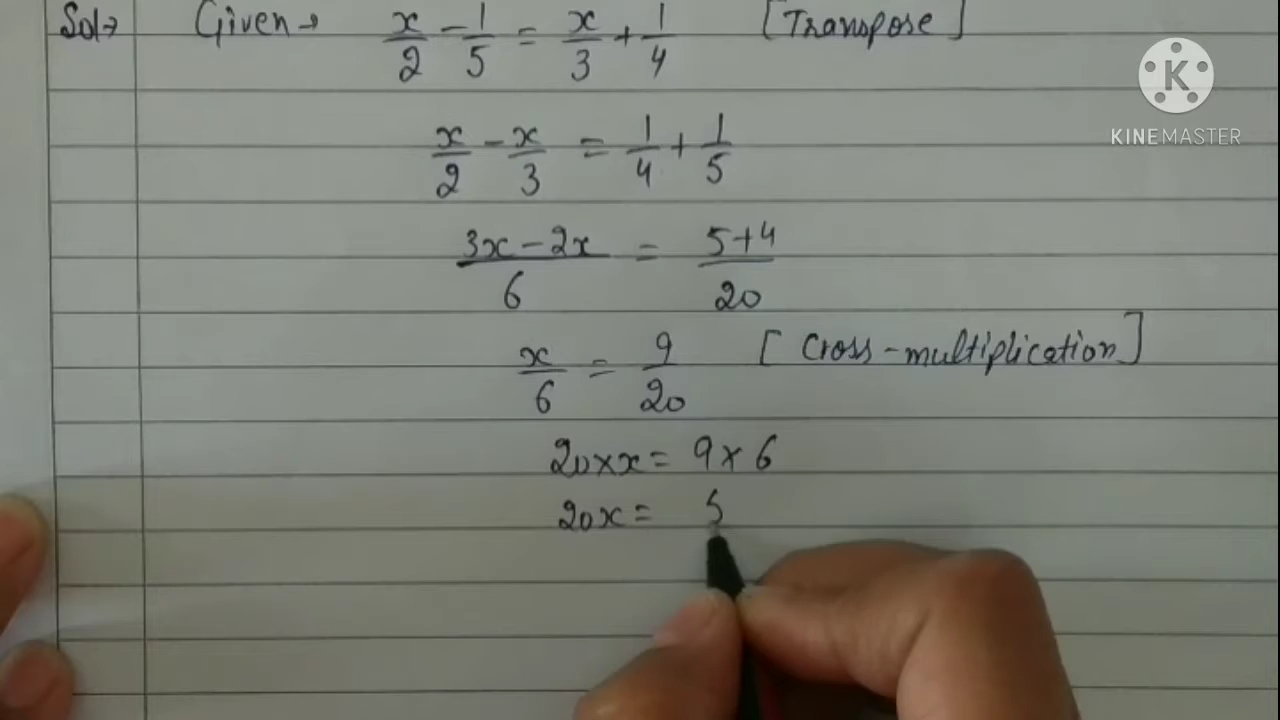 Sol→ Given→ x/2 - 1/5 = x/3 + 1/4 [Transpose]
x/2 - x/3 = 1/4 + 1/5
3x - 2x/6 = 5+4/20
x/6 = 9/20 [Cross-multiplication]
20×x = 9×6
20x = 5
K
KINEMASTER